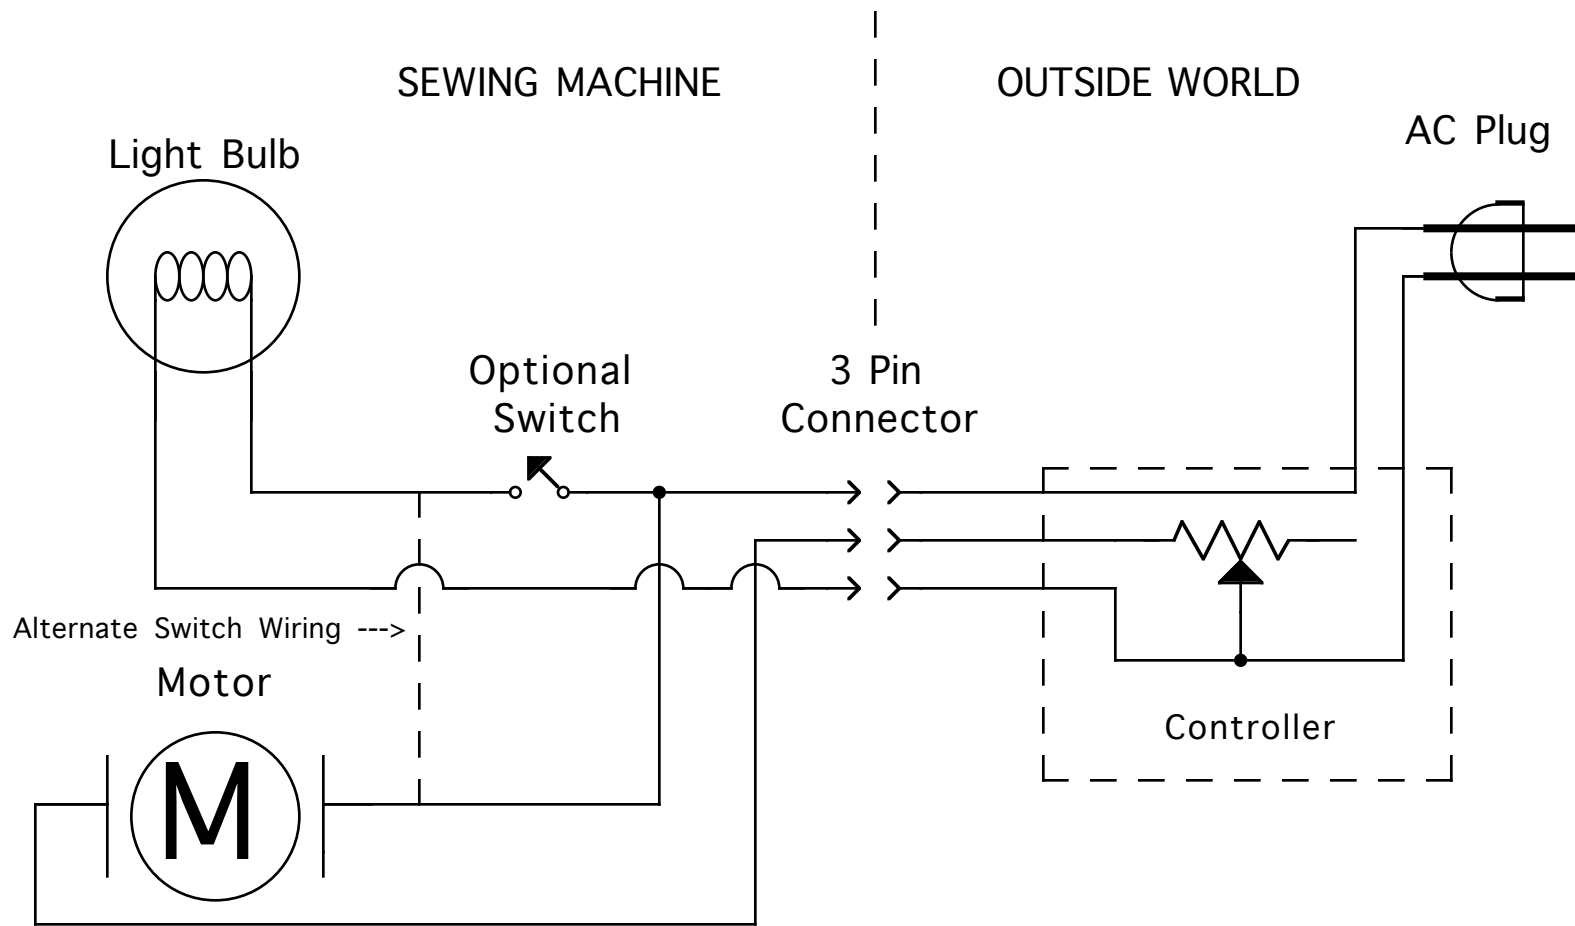 SEWING MACHINE
OUTSIDE WORLD
AC Plug
Light Bulb
Optional
Switch
3 Pin
Connector
Alternate Switch Wiring --->
Motor
M
Controller